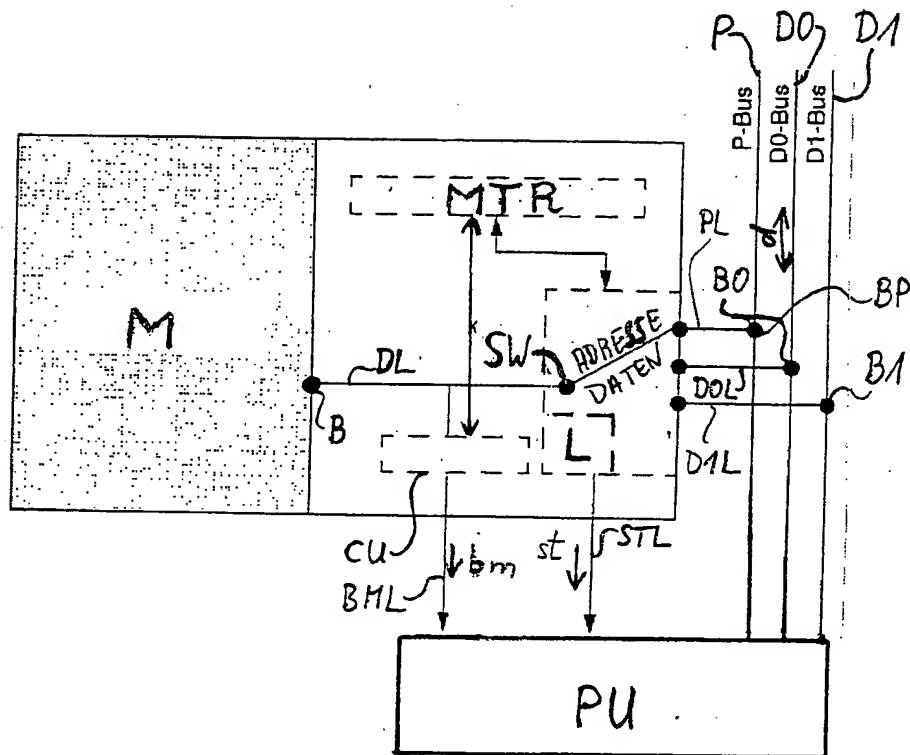 P
D0
D1
P-Bus
D0-Bus
D1-Bus
MTR
PL
d
B0
BP
M
SW
ADRESSE
DATEN
DL
D0L
B1
B
L
D1L
CU
bm
st
STL
BML
PU